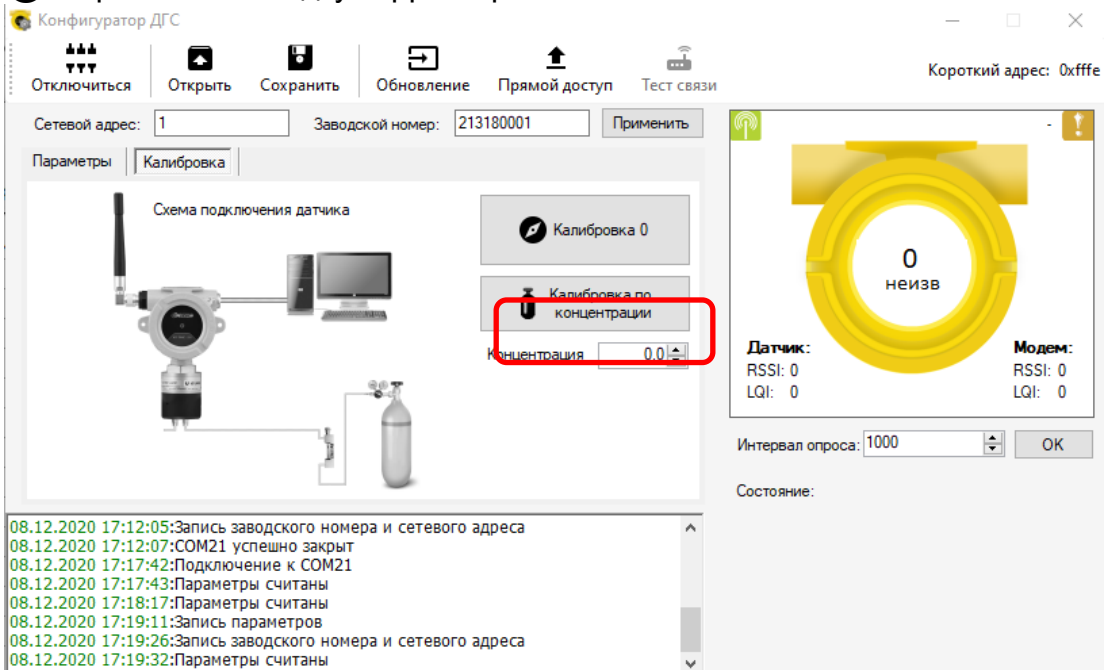 Конфигуратор ДГС
Отключиться Открыть Сохранить Обновление Прямой доступ Тест связи
Короткий адрес: 0xfffe
Сетевой адрес: 1 Заводской номер: 213180001 Применить
Параметры Калибровка
Схема подключения датчика
Калибровка 0
Калибровка по
концентрации
Концентрация 0.0
-
0
неизв
Датчик: Модем:
RSSI: 0 RSSI: 0
LQI: 0 LQI: 0
Интервал опроса: 1000 OK
Состояние:
08.12.2020 17:12:05:Запись заводского номера и сетевого адреса
08.12.2020 17:12:07:COM21 успешно закрыт
08.12.2020 17:17:42:Подключение к COM21
08.12.2020 17:17:43:Параметры считаны
08.12.2020 17:18:17:Параметры считаны
08.12.2020 17:19:11:Запись параметров
08.12.2020 17:19:26:Запись заводского номера и сетевого адреса
08.12.2020 17:19:32:Параметры считаны